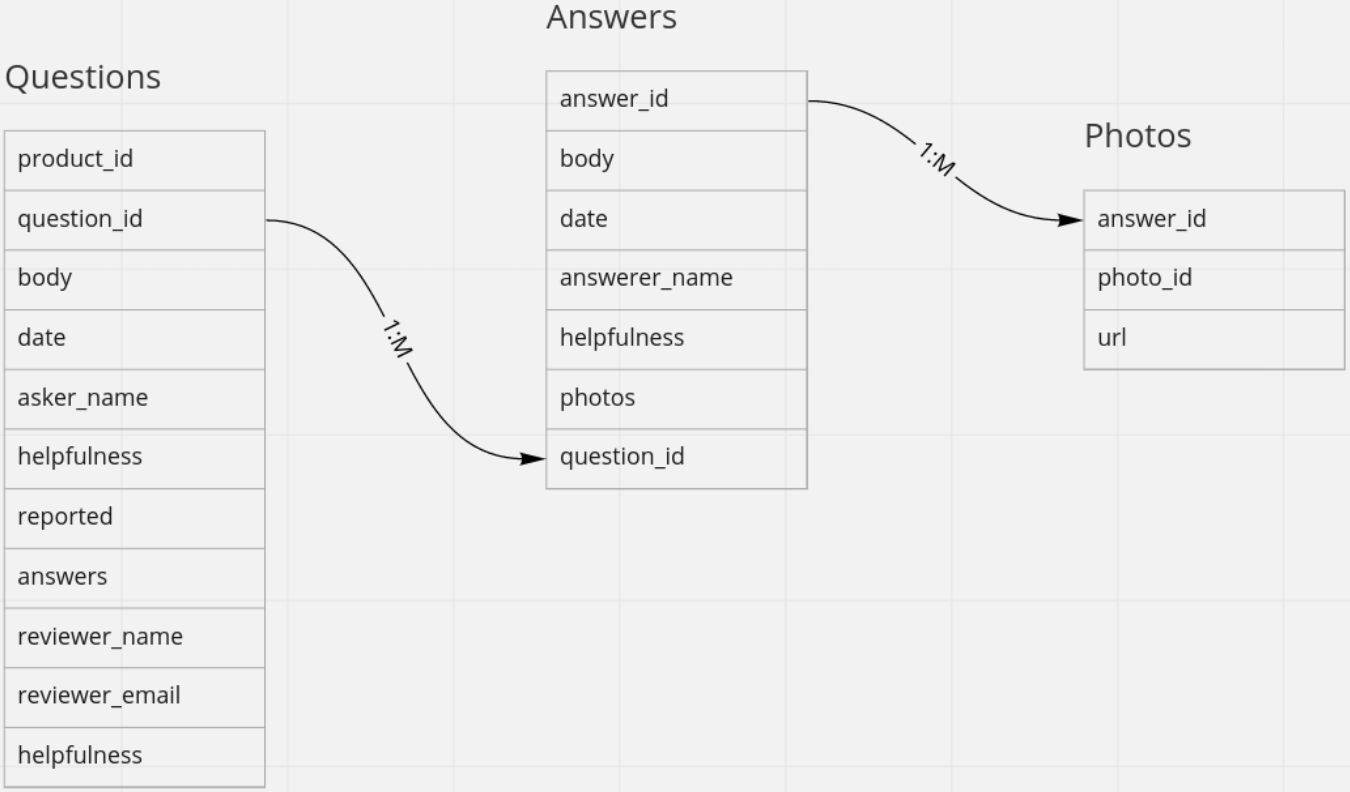 Questions
product_id
question_id
body
date
asker_name
helpfulness
reported
answers
reviewer_name
reviewer_email
helpfulness
1:M
Answers
answer_id
body
date
answerer_name
helpfulness
photos
question_id
1:M
Photos
answer_id
photo_id
url